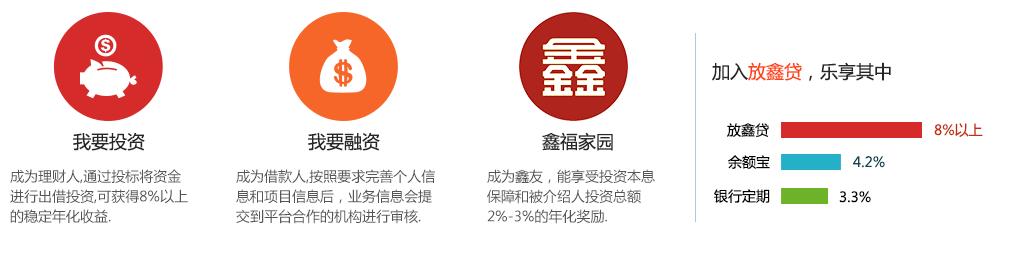 $
我要投资
成为理财人,通过投标将资金
进行出借投资,可获得8%以上
的稳定年化收益.
$
我要融资
成为借款人,按照要求完善个人信
息和项目信息后，业务信息会提
交到平台合作的机构进行审核.
鑫
鑫福家园
成为鑫友，能享受投资本息
保障和被介绍人投资总额
2%-3%的年化奖励.
加入放鑫贷，乐享其中
放鑫贷 8%以上
余额宝 4.2%
银行定期 3.3%